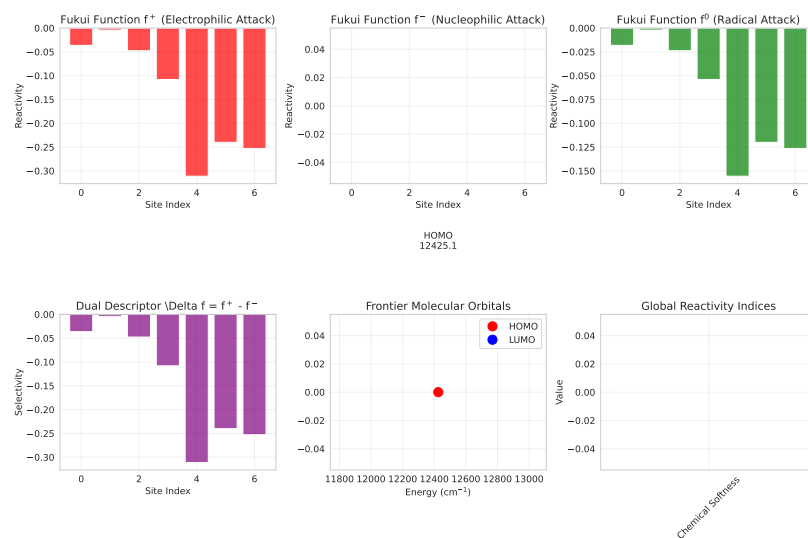 Fukui Function f⁺ (Electrophilic Attack)
Reactivity
0.00
−0.05
−0.10
−0.15
−0.20
−0.25
−0.30
0 2 4 6
Site Index
Fukui Function f⁻ (Nucleophilic Attack)
Reactivity
0.04
0.02
0.00
−0.02
−0.04
0 2 4 6
Site Index
Fukui Function f⁰ (Radical Attack)
Reactivity
0.000
−0.025
−0.050
−0.075
−0.100
−0.125
−0.150
0 2 4 6
Site Index
HOMO
12425.1
Dual Descriptor \Delta f = f⁺ - f⁻
Selectivity
0.00
−0.05
−0.10
−0.15
−0.20
−0.25
−0.30
0 2 4 6
Site Index
Frontier Molecular Orbitals
HOMO
LUMO
0.04
0.02
0.00
−0.02
−0.04
11800 12000 12200 12400 12600 12800 13000
Energy (cm⁻¹)
Global Reactivity Indices
Value
0.04
0.02
0.00
−0.02
−0.04
Chemical Softness